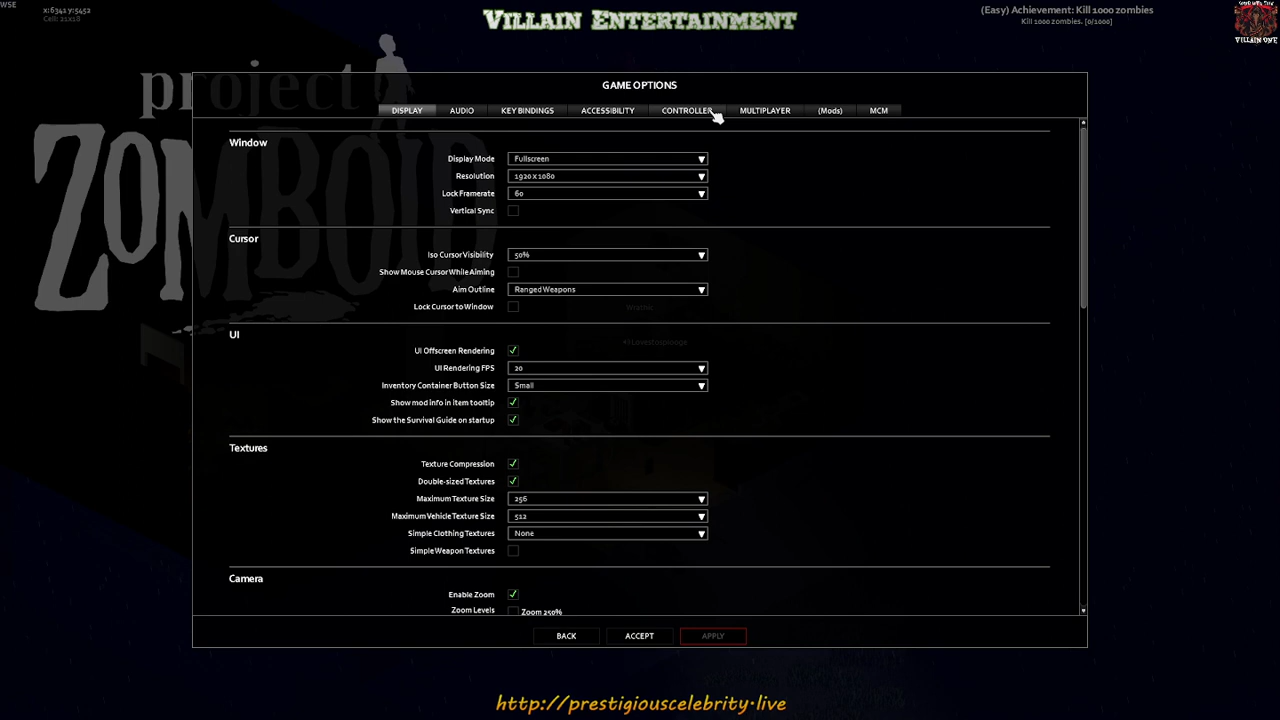 WSE
x:6341 y:5452
Cell: 21x18
VILLAIN ENTERTAINMENT
(Easy) Achievement: Kill 1000 zombies
Kill 1000 zombies. [0/1000]
VILLAIN ONE
project
ZOMBOID
GAME OPTIONS
DISPLAY AUDIO KEY BINDINGS ACCESSIBILITY CONTROLLER MULTIPLAYER (Mods) MCM
Window
Display Mode Fullscreen
Resolution 1920 x 1080
Lock Framerate 60
Vertical Sync
Cursor
Iso Cursor Visibility 50%
Show Mouse Cursor While Aiming
Aim Outline Ranged Weapons
Lock Cursor to Window
UI
UI Offscreen Rendering
UI Rendering FPS 20
Inventory Container Button Size Small
Show mod info in item tooltip
Show the Survival Guide on startup
Textures
Texture Compression
Double-sized Textures
Maximum Texture Size 256
Maximum Vehicle Texture Size 512
Simple Clothing Textures None
Simple Weapon Textures
Camera
Enable Zoom
Zoom Levels Zoom 250%
BACK ACCEPT APPLY
http://prestigiouscelebrity.live